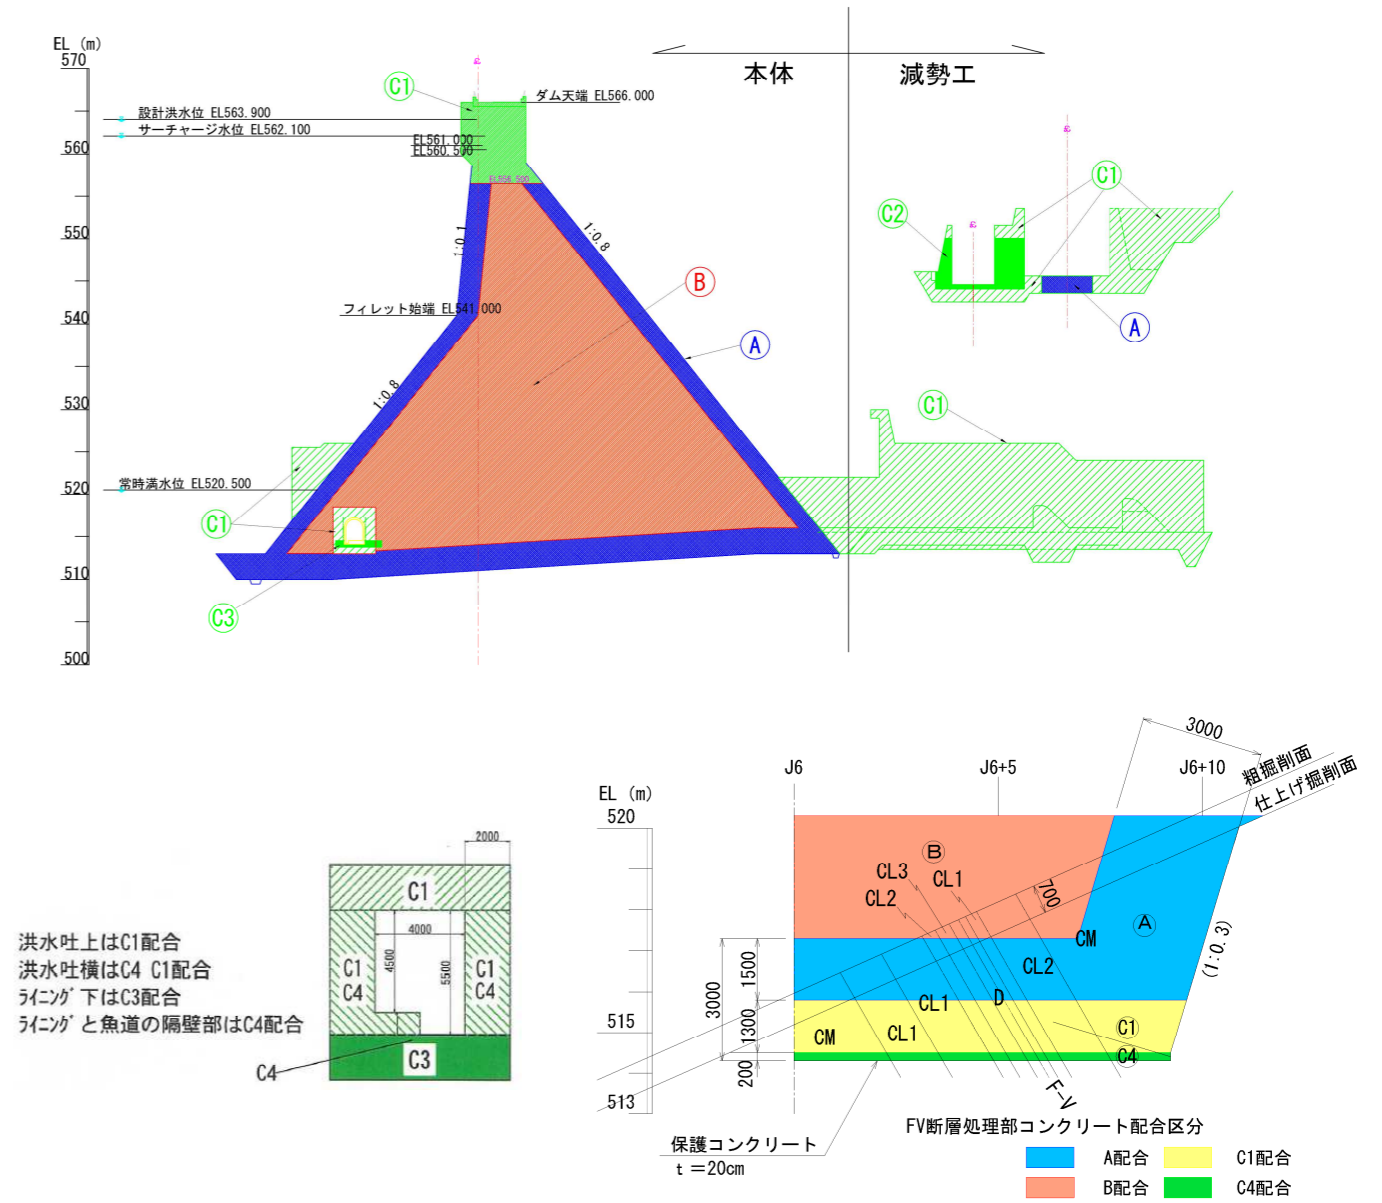 EL (m)
570
560
550
540
530
520
510
500
本体
減勢工
C1
ダム天端 EL566.000
設計洪水位 EL563.900
サーチャージ水位 EL562.100
EL561.000
EL560.500
EL556.500
1:0.1
1:0.8
B
A
フィレット始端 EL541.000
1:0.8
常時満水位 EL520.500
C1
C3
C2
C1
A
C1
2000
C1
4000
4500
5500
C1
C4
C1
C4
C3
C4
洪水吐上はC1配合
洪水吐横はC4 C1配合
ライニング下はC3配合
ライニングと魚道の隔壁部はC4配合
3000
J6
J6+5
J6+10
粗掘削面
仕上げ掘削面
EL (m)
520
515
513
B
CL3
CL1
CL2
700
A
CM
CL2
(1:0.3)
1500
3000
1300
200
D
CL1
CM
CL1
C1
C4
F-V
保護コンクリート
t =20cm
FV断層処理部コンクリート配合区分
A配合
C1配合
B配合
C4配合